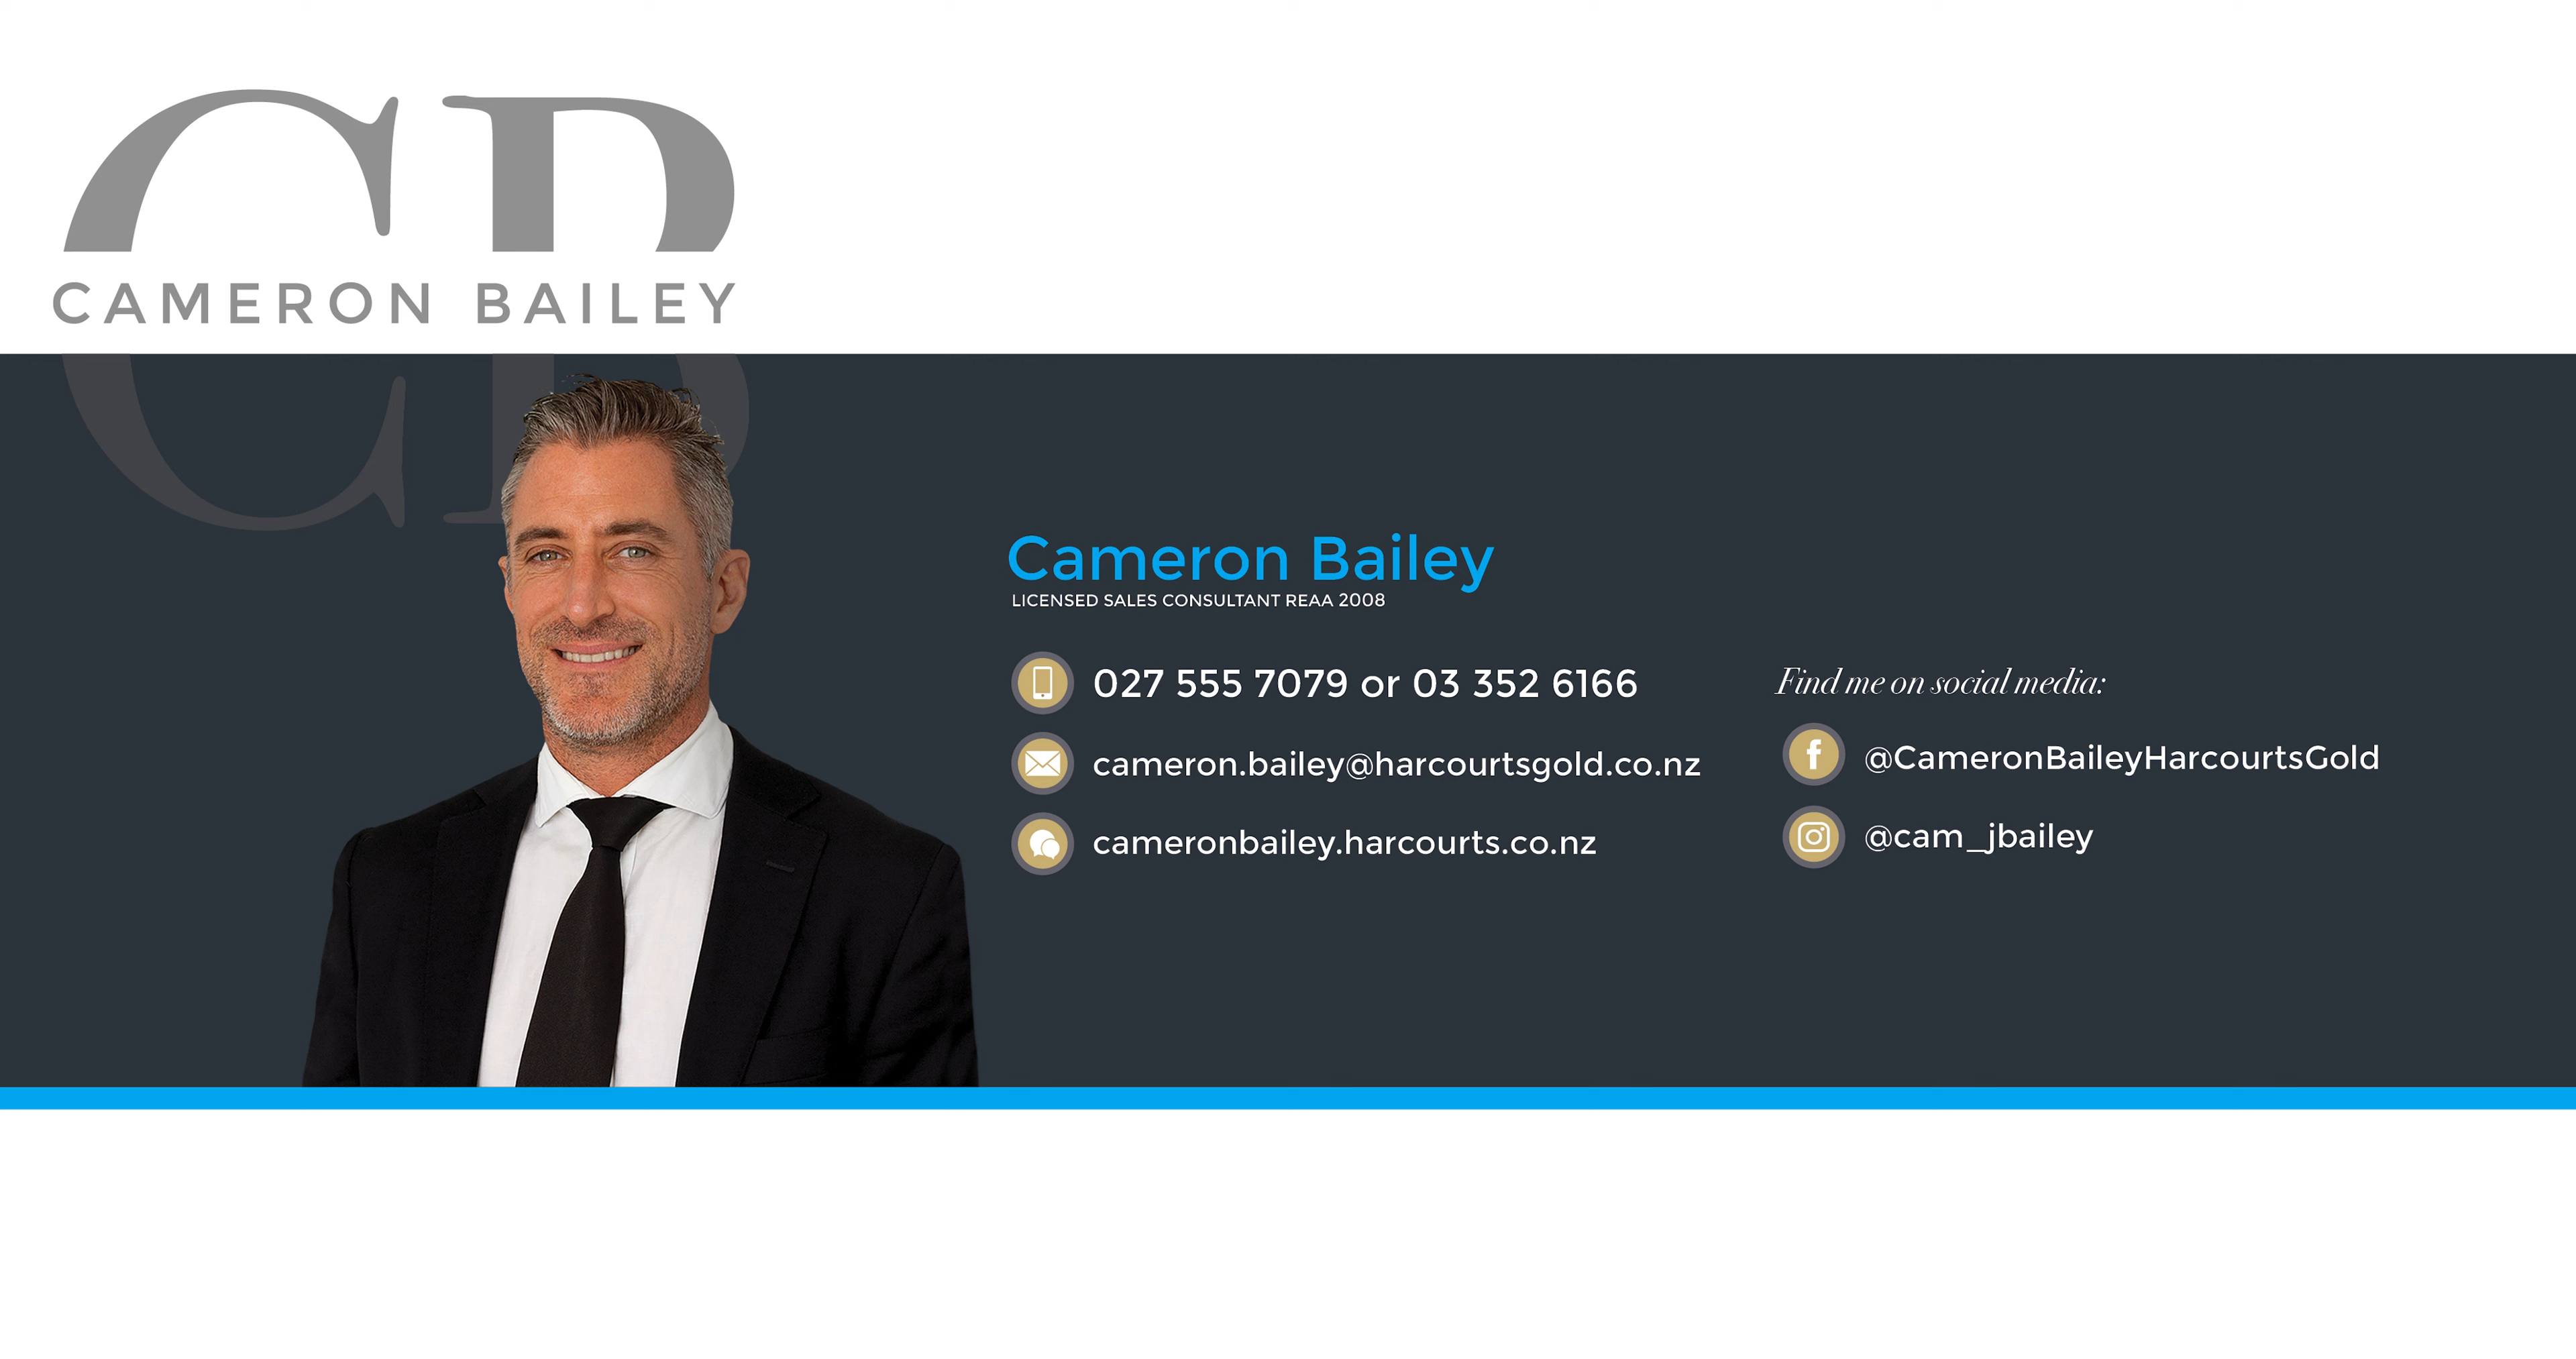 CB
CAMERON BAILEY
Cameron Bailey
LICENSED SALES CONSULTANT REAA 2008
027 555 7079 or 03 352 6166
cameron.bailey@harcourtsgold.co.nz
cameronbailey.harcourts.co.nz
Find me on social media:
@CameronBaileyHarcourtsGold
@cam_jbailey